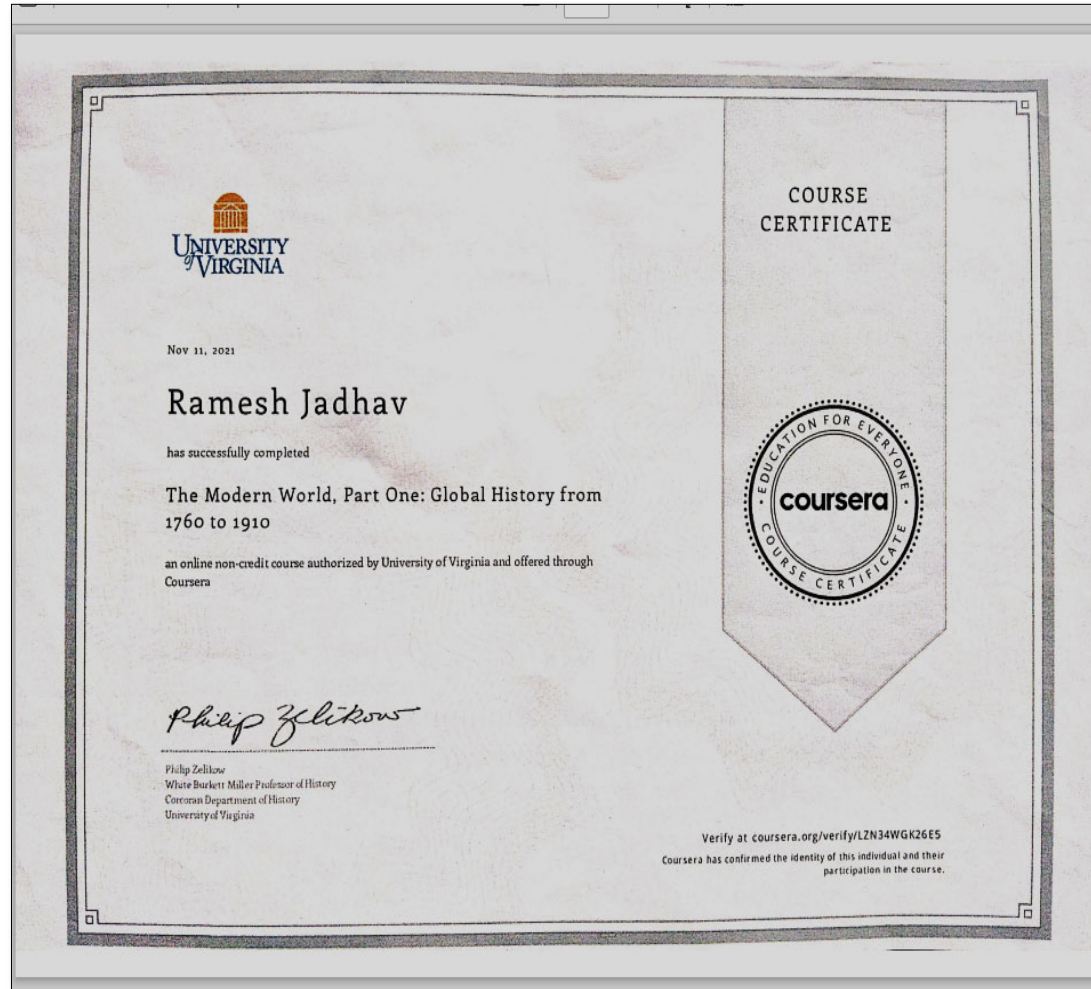 UNIVERSITY
of VIRGINIA
Nov 11, 2021
Ramesh Jadhav
has successfully completed
The Modern World, Part One: Global History from
1760 to 1910
an online non-credit course authorized by University of Virginia and offered through
Coursera
Philip Zelikow
Philip Zelikow
White Burkett Miller Professor of History
Corcoran Department of History
University of Virginia
COURSE
CERTIFICATE
EDUCATION FOR EVERYONE
coursera
COURSE CERTIFICATE
Verify at coursera.org/verify/LZN34WGK26E5
Coursera has confirmed the identity of this individual and their
participation in the course.